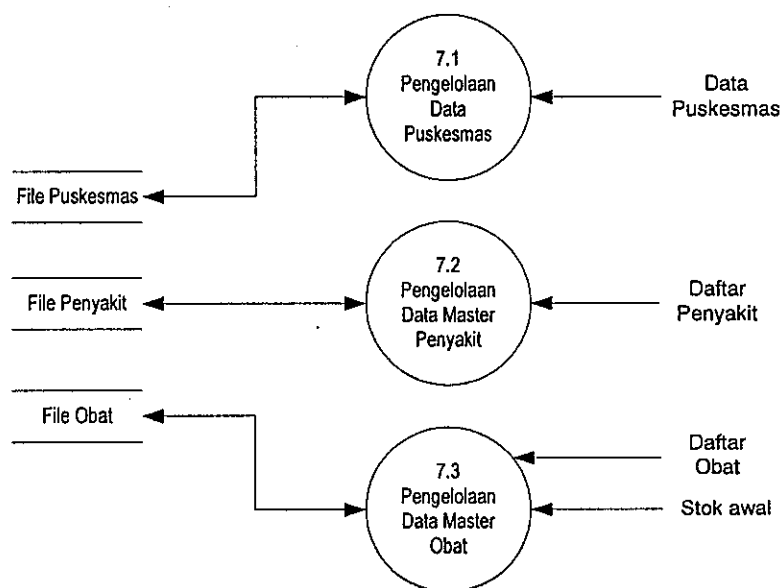 7.1
Pengelolaan
Data
Puskesmas
Data
Puskesmas
File Puskesmas
7.2
Pengelolaan
Data Master
Penyakit
File Penyakit
Daftar
Penyakit
File Obat
7.3
Pengelolaan
Data Master
Obat
Daftar
Obat
Stok awal